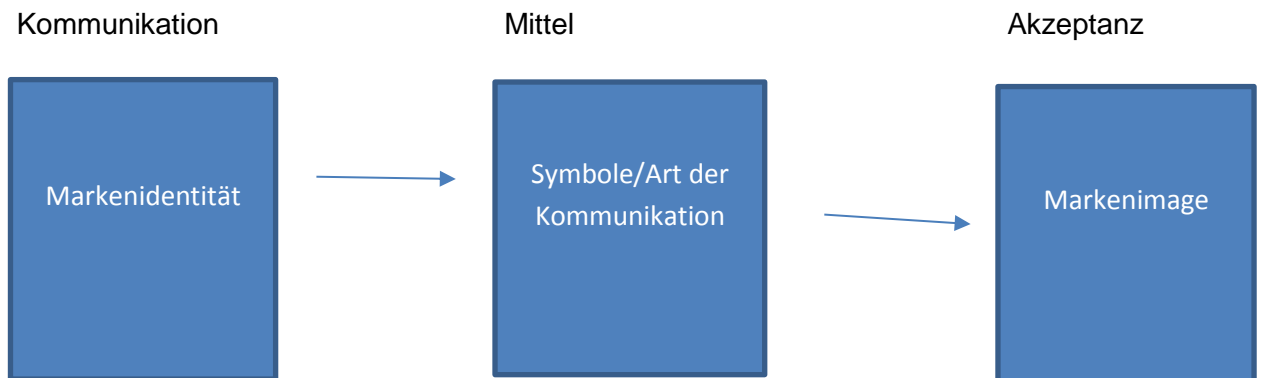 Kommunikation
Mittel
Akzeptanz
Markenidentität
Symbole/Art der
Kommunikation
Markenimage